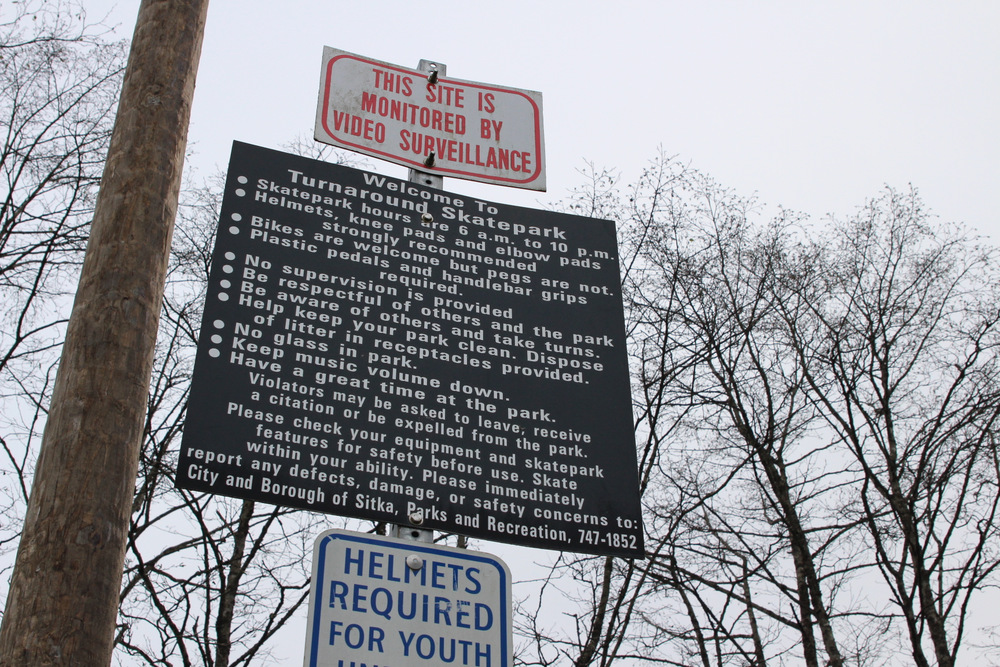 THIS SITE IS
MONITORED BY
VIDEO SURVEILLANCE
Welcome To
Turnaround Skatepark
● Skatepark hours are 6 a.m. to 10 p.m.
● Helmets, knee pads and elbow pads
strongly recommended
● Bikes are welcome but pegs are not.
● Plastic pedals and handlebar grips
required.
● No supervision is provided
● Be respectful of others and the park
● Be aware of others and take turns.
● Help keep your park clean. Dispose
of litter in receptacles provided.
● No glass in park.
● Keep music volume down.
● Have a great time at the park.
Violators may be asked to leave, receive
a citation or be expelled from the park.
Please check your equipment and skatepark
features for safety before use. Skate
within your ability. Please immediately
report any defects, damage, or safety concerns to:
City and Borough of Sitka, Parks and Recreation, 747-1852
HELMETS
REQUIRED
FOR YOUTH